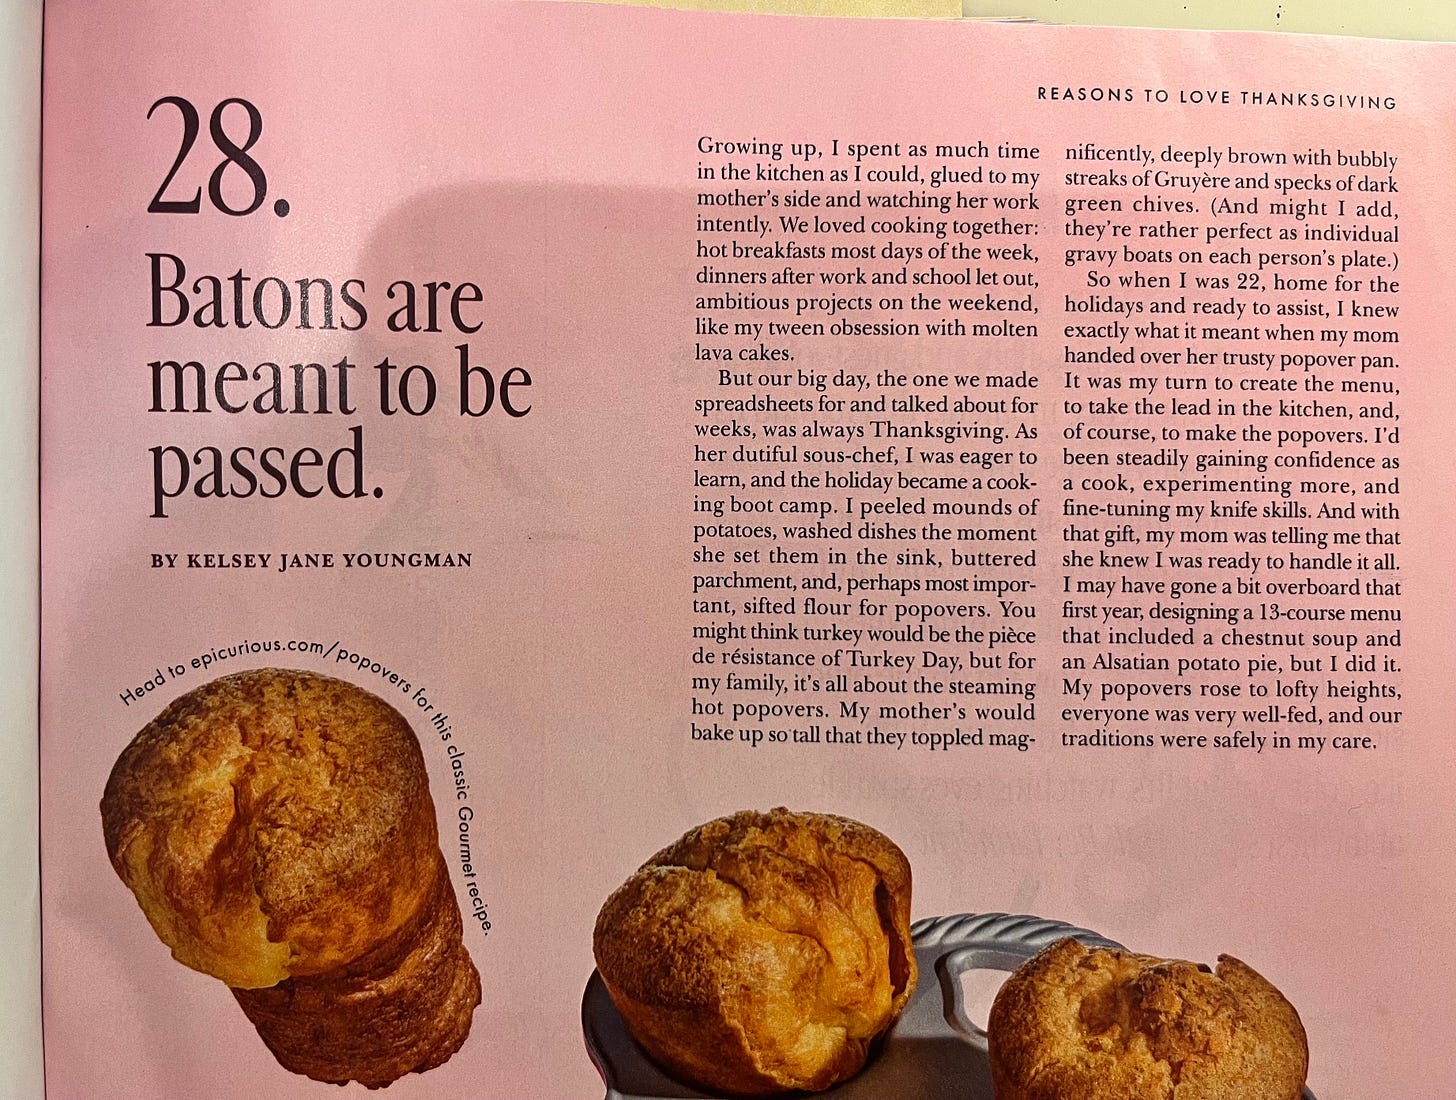 REASONS TO LOVE THANKSGIVING
28.
Batons are
meant to be
passed.
BY KELSEY JANE YOUNGMAN
Head to epicurious.com/popovers for this classic Gourmet recipe.
Growing up, I spent as much time
in the kitchen as I could, glued to my
mother's side and watching her work
intently. We loved cooking together:
hot breakfasts most days of the week,
dinners after work and school let out,
ambitious projects on the weekend,
like my tween obsession with molten
lava cakes.
But our big day, the one we made
spreadsheets for and talked about for
weeks, was always Thanksgiving. As
her dutiful sous-chef, I was eager to
learn, and the holiday became a cook-
ing boot camp. I peeled mounds of
potatoes, washed dishes the moment
she set them in the sink, buttered
parchment, and, perhaps most impor-
tant, sifted flour for popovers. You
might think turkey would be the pièce
de résistance of Turkey Day, but for
my family, it's all about the steaming
hot popovers. My mother's would
bake up so tall that they toppled mag-
nificently, deeply brown with bubbly
streaks of Gruyère and specks of dark
green chives. (And might I add,
they're rather perfect as individual
gravy boats on each person's plate.)
So when I was 22, home for the
holidays and ready to assist, I knew
exactly what it meant when my mom
handed over her trusty popover pan.
It was my turn to create the menu,
to take the lead in the kitchen, and,
of course, to make the popovers. I'd
been steadily gaining confidence as
a cook, experimenting more, and
fine-tuning my knife skills. And with
that gift, my mom was telling me that
she knew I was ready to handle it all.
I may have gone a bit overboard that
first year, designing a 13-course menu
that included a chestnut soup and
an Alsatian potato pie, but I did it.
My popovers rose to lofty heights,
everyone was very well-fed, and our
traditions were safely in my care.